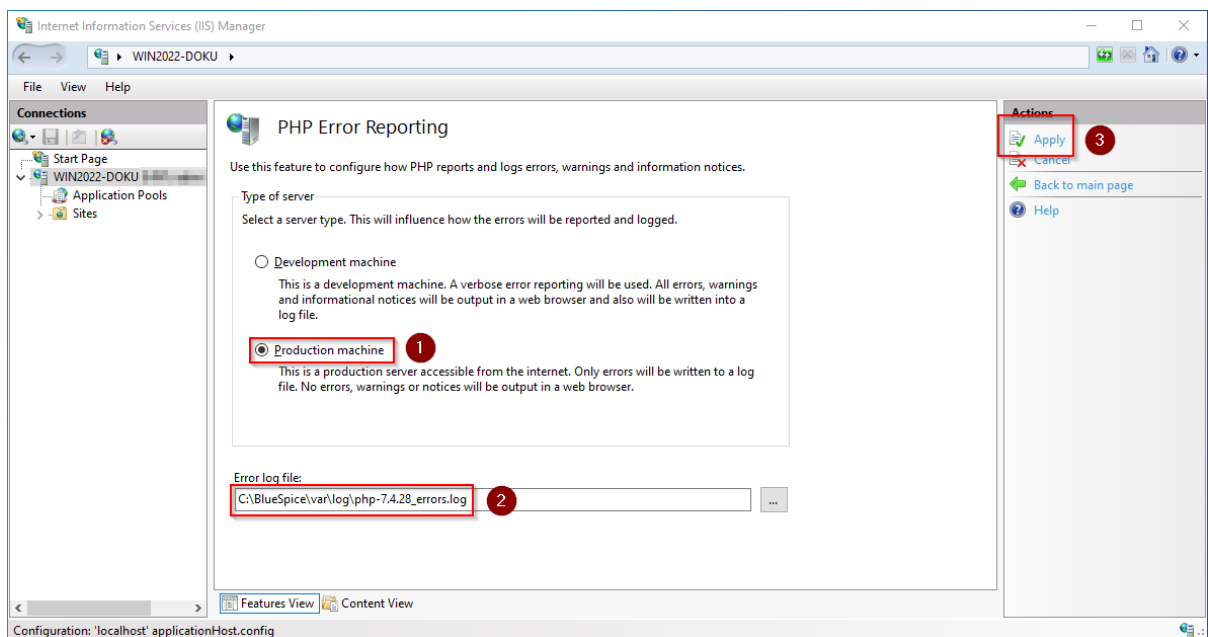 Internet Information Services (IIS) Manager
WIN2022-DOKU
File View Help
Connections
Start Page
WIN2022-DOKU
Application Pools
Sites
PHP Error Reporting
Use this feature to configure how PHP reports and logs errors, warnings and information notices.
Type of server
Select a server type. This will influence how the errors will be reported and logged.
Development machine
This is a development machine. A verbose error reporting will be used. All errors, warnings
and informational notices will be output in a web browser and also will be written into a
log file.
Production machine
1
This is a production server accessible from the internet. Only errors will be written to a log
file. No errors, warnings or notices will be output in a web browser.
Error log file:
C:\BlueSpice\var\log\php-7.4.28_errors.log
2
...
Features View Content View
Actions
Apply
3
Cancel
Back to main page
Help
Configuration: 'localhost' applicationHost.config